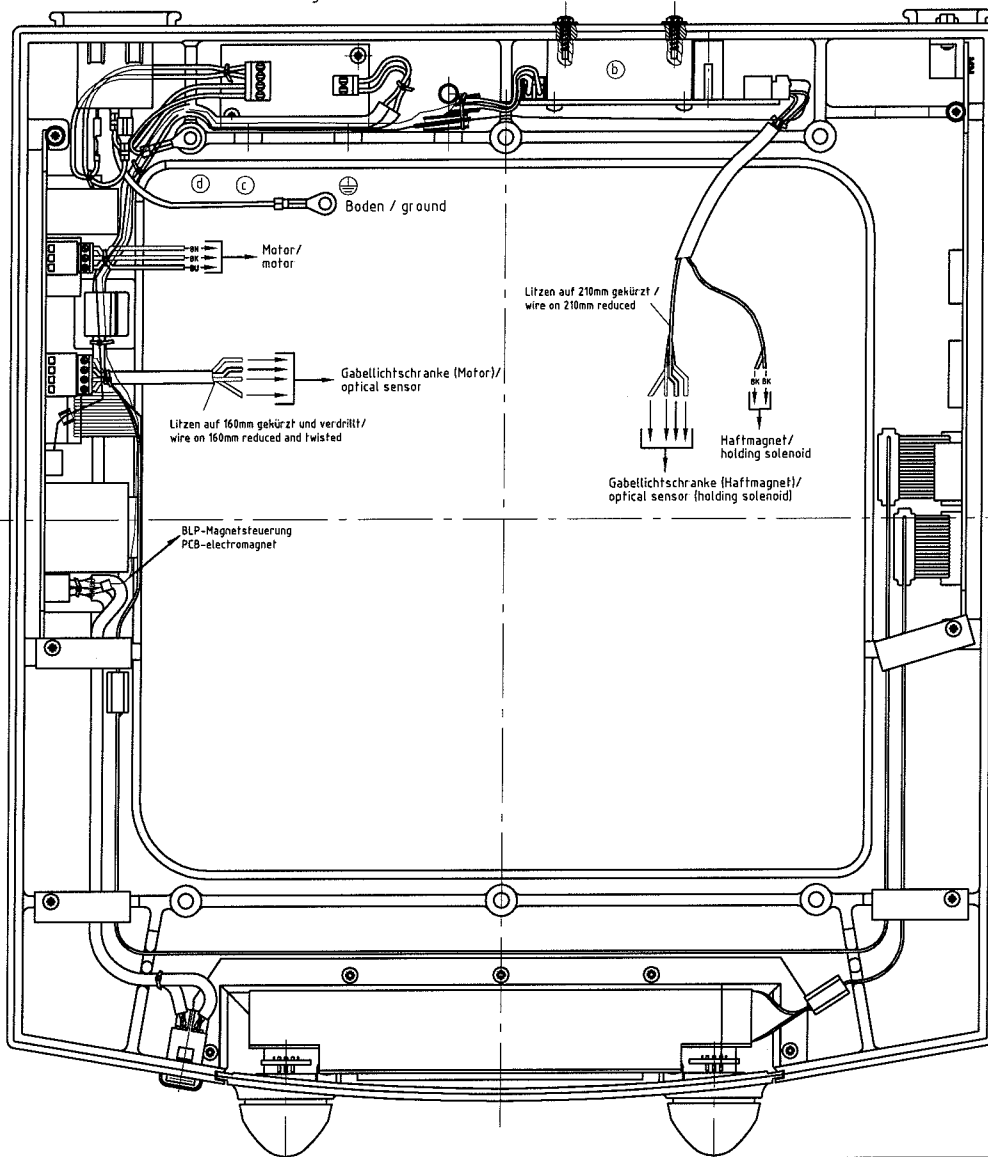 b
d
c
Boden / ground
BN
BK
BU
Motor/
motor
Litzen auf 210mm gekürzt /
wire on 210mm reduced
Gabellichtschranke (Motor)/
optical sensor
Litzen auf 160mm gekürzt und verdrillt/
wire on 160mm reduced and twisted
BK BK
Haftmagnet/
holding solenoid
Gabellichtschranke (Haftmagnet)/
optical sensor (holding solenoid)
BLP-Magnetsteuerung
PCB-electromagnet